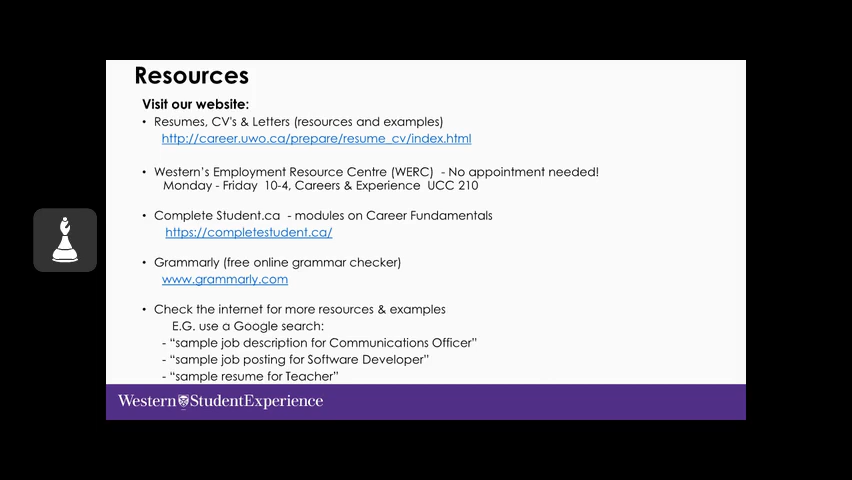 Resources
Visit our website:
• Resumes, CV's & Letters (resources and examples)
http://career.uwo.ca/prepare/resume_cv/index.html
• Western's Employment Resource Centre (WERC) - No appointment needed!
Monday - Friday 10-4, Careers & Experience UCC 210
• Complete Student.ca - modules on Career Fundamentals
https://completestudent.ca/
• Grammarly (free online grammar checker)
www.grammarly.com
• Check the internet for more resources & examples
E.G. use a Google search:
- "sample job description for Communications Officer"
- "sample job posting for Software Developer"
- "sample resume for Teacher"
Western StudentExperience